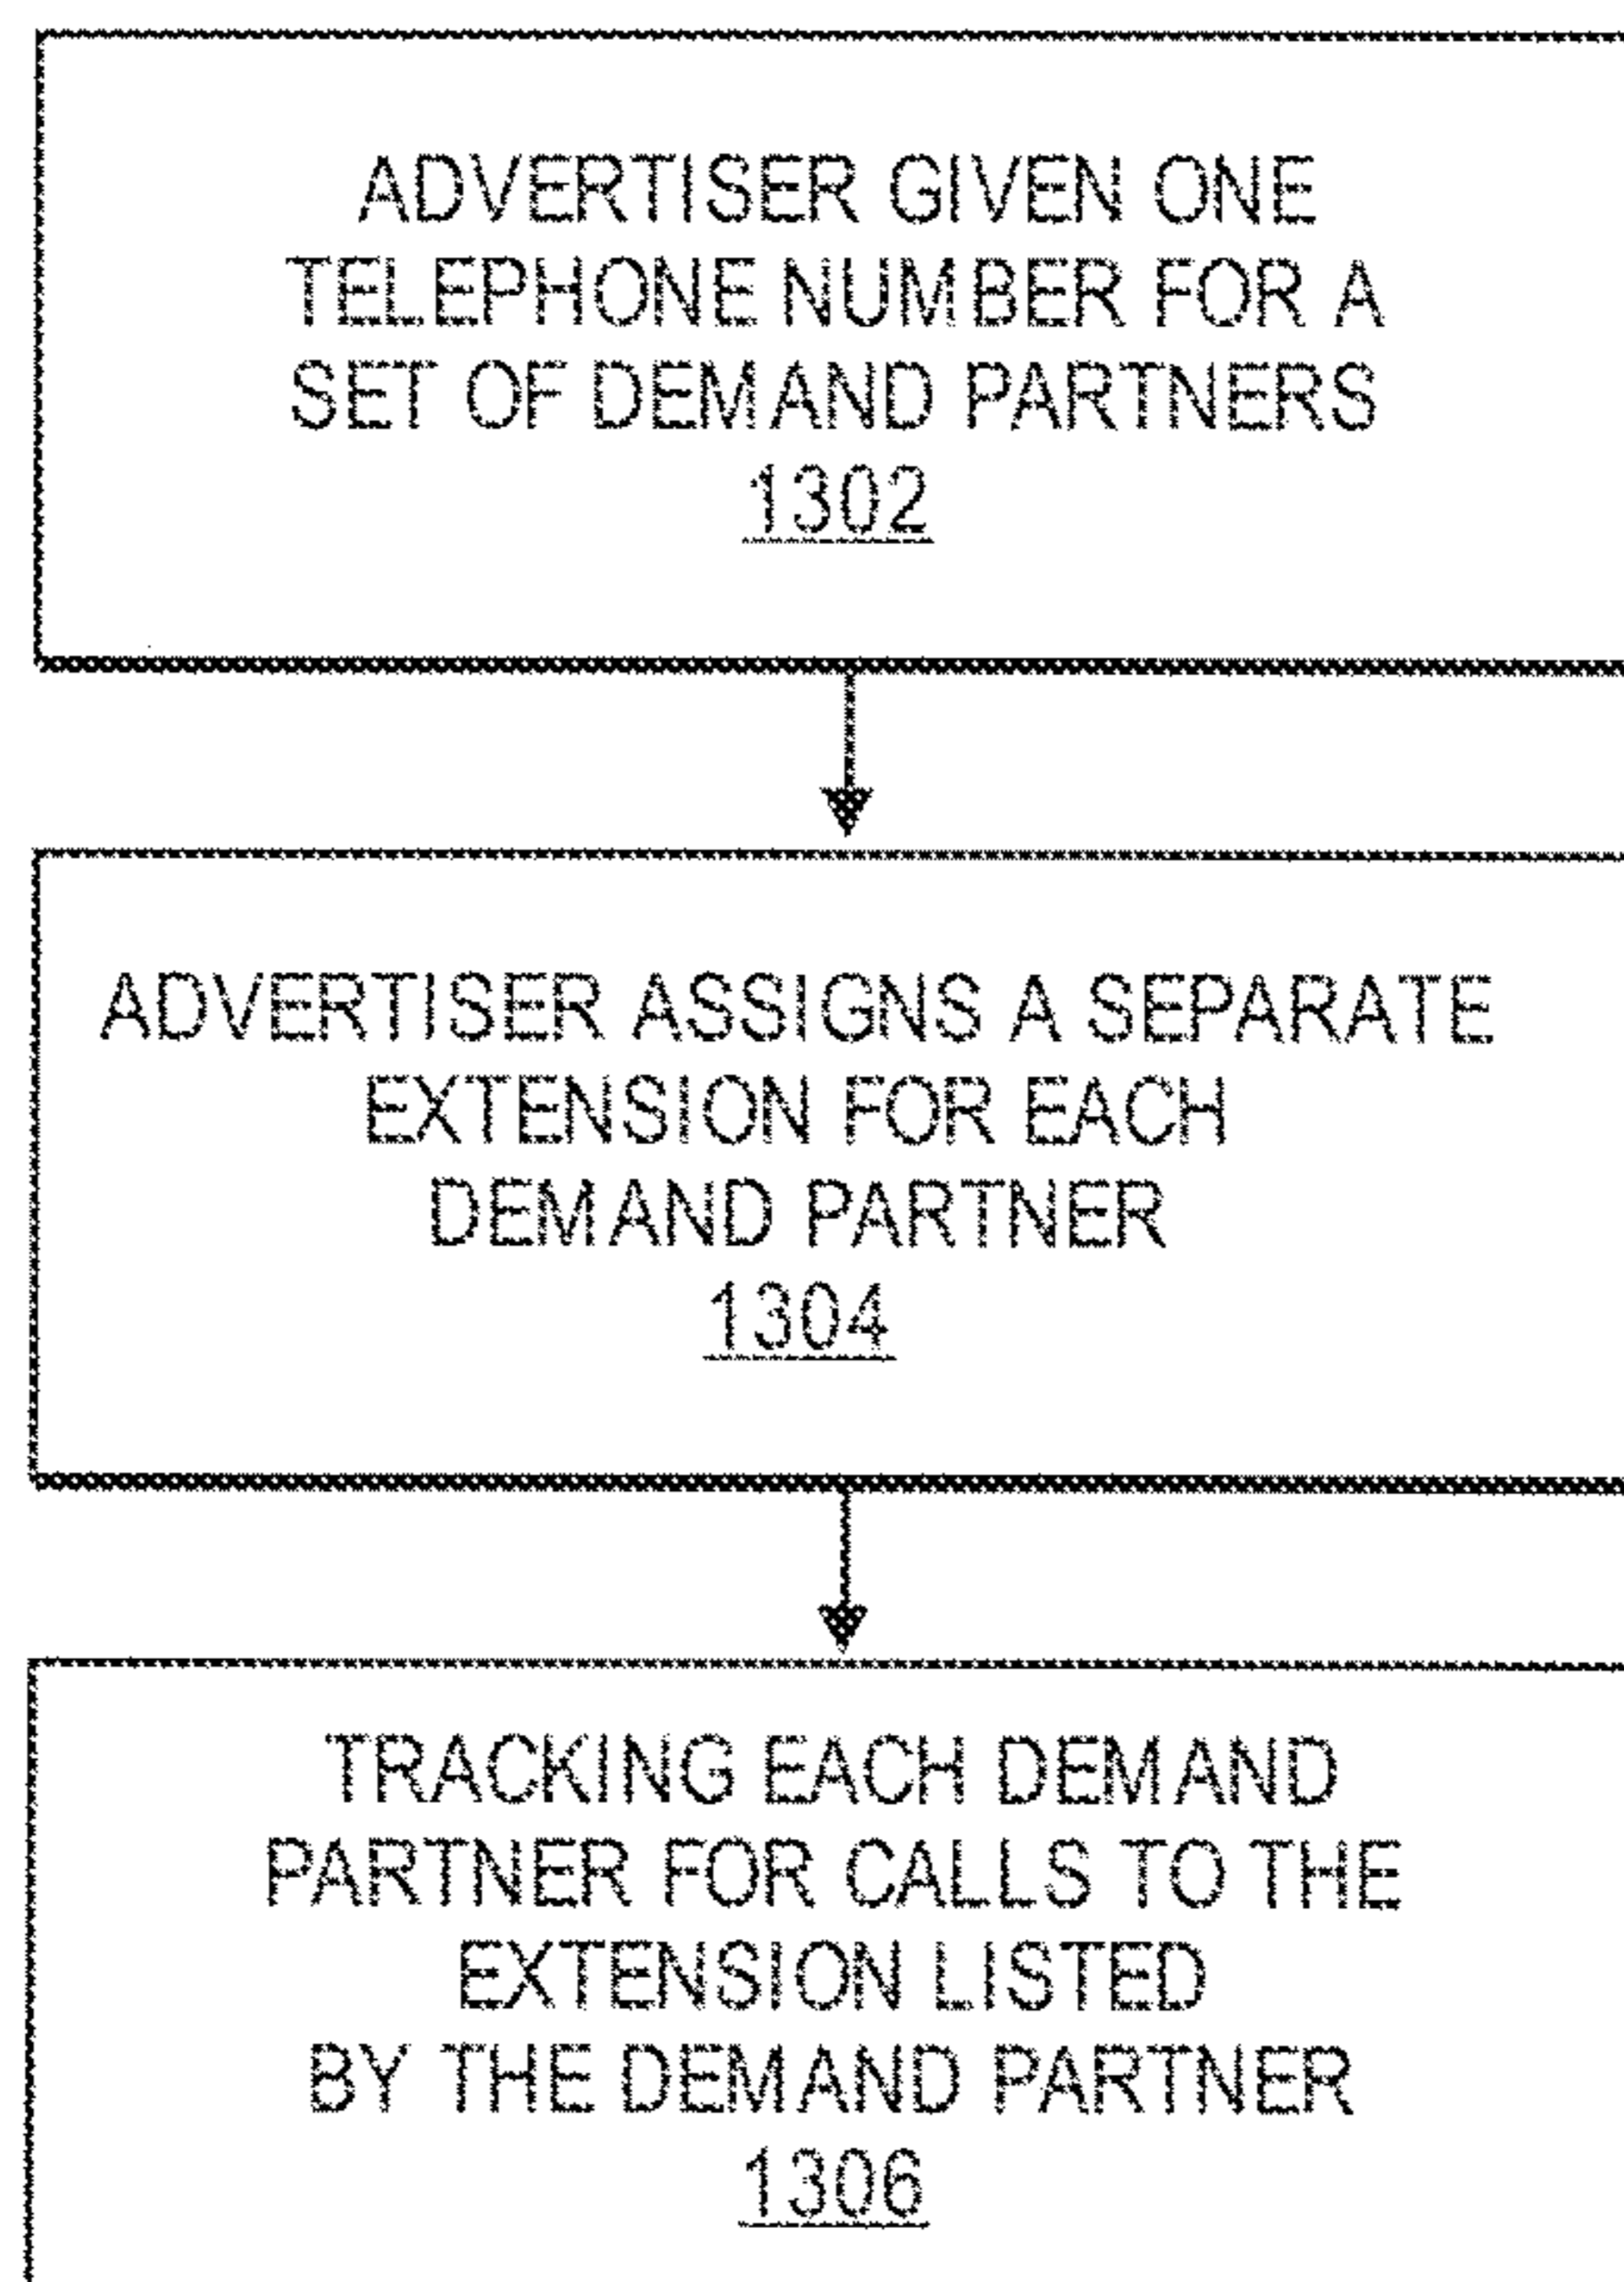 ADVERTISER GIVEN ONE
TELEPHONE NUMBER FOR A
SET OF DEMAND PARTNERS
1302
ADVERTISER ASSIGNS A SEPARATE
EXTENSION FOR EACH
DEMAND PARTNER
1304
TRACKING EACH DEMAND
PARTNER FOR CALLS TO THE
EXTENSION LISTED
BY THE DEMAND PARTNER
1306